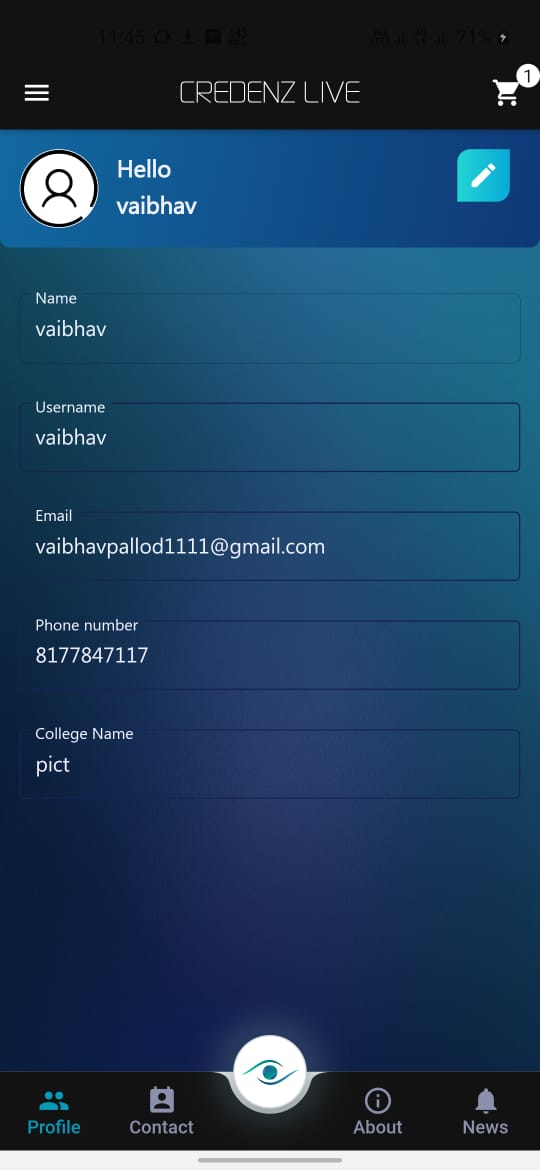 11:45
71%
CREDENZ LIVE
1
Hello
vaibhav
Name
vaibhav
Username
vaibhav
Email
vaibhavpallod1111@gmail.com
Phone number
8177847117
College Name
pict
Profile
Contact
About
News